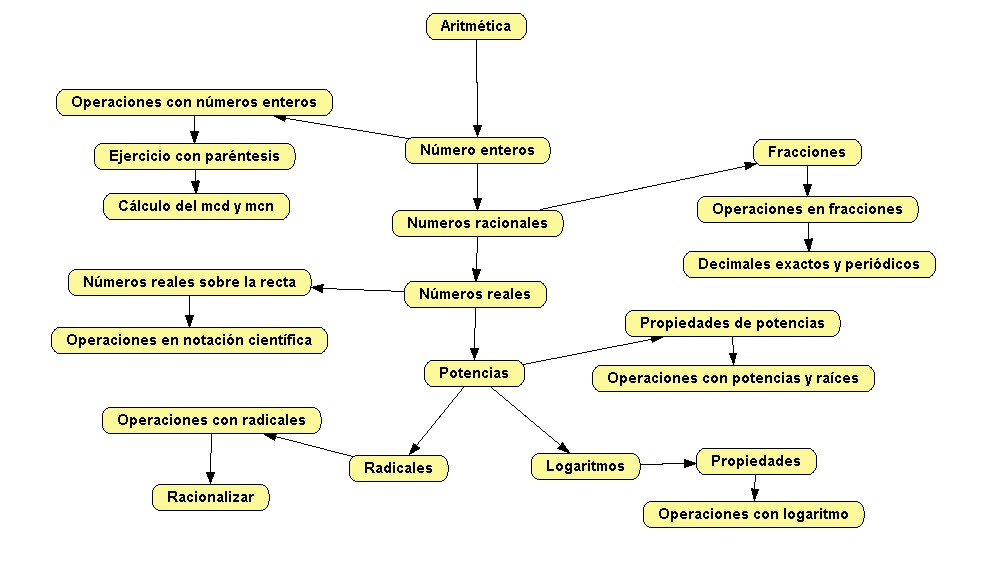 Aritmética
Operaciones con números enteros
Ejercicio con paréntesis
Cálculo del mcd y mcn
Número enteros
Fracciones
Operaciones en fracciones
Decimales exactos y periódicos
Numeros racionales
Números reales sobre la recta
Operaciones en notación científica
Números reales
Propiedades de potencias
Operaciones con potencias y raíces
Potencias
Operaciones con radicales
Racionalizar
Radicales
Logaritmos
Propiedades
Operaciones con logaritmo